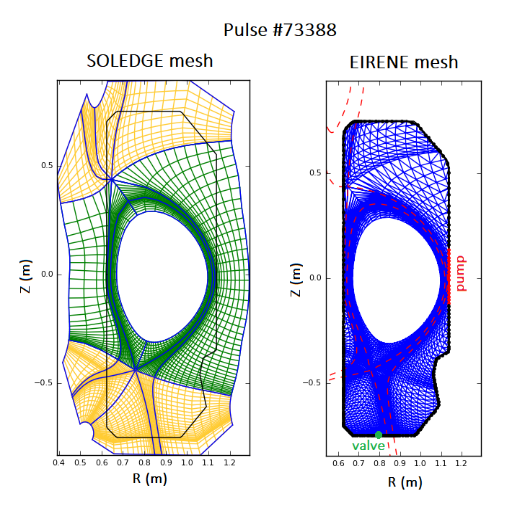 Pulse #73388
SOLEDGE mesh
EIRENE mesh
0.5
0.0
−0.5
Z (m)
0.4 0.5 0.6 0.7 0.8 0.9 1.0 1.1 1.2
R (m)
0.5
0.0
−0.5
Z (m)
pump
valve
0.6 0.7 0.8 0.9 1.0 1.1 1.2
R (m)